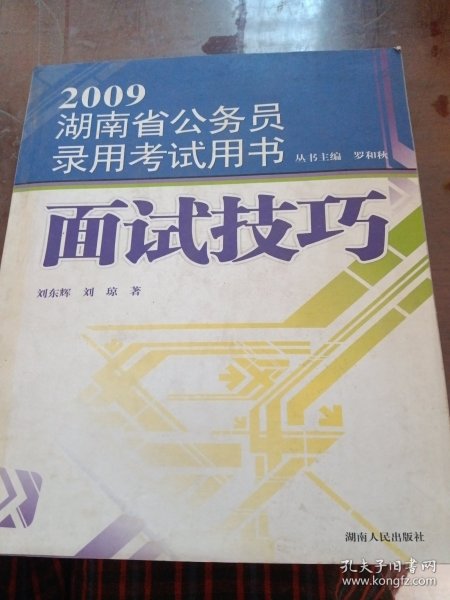 2009
湖南省公务员
录用考试用书 丛书主编 罗和秋
面试技巧
刘东辉 刘琼 著
湖南人民出版社
孔夫子旧书网
www.kongfz.com